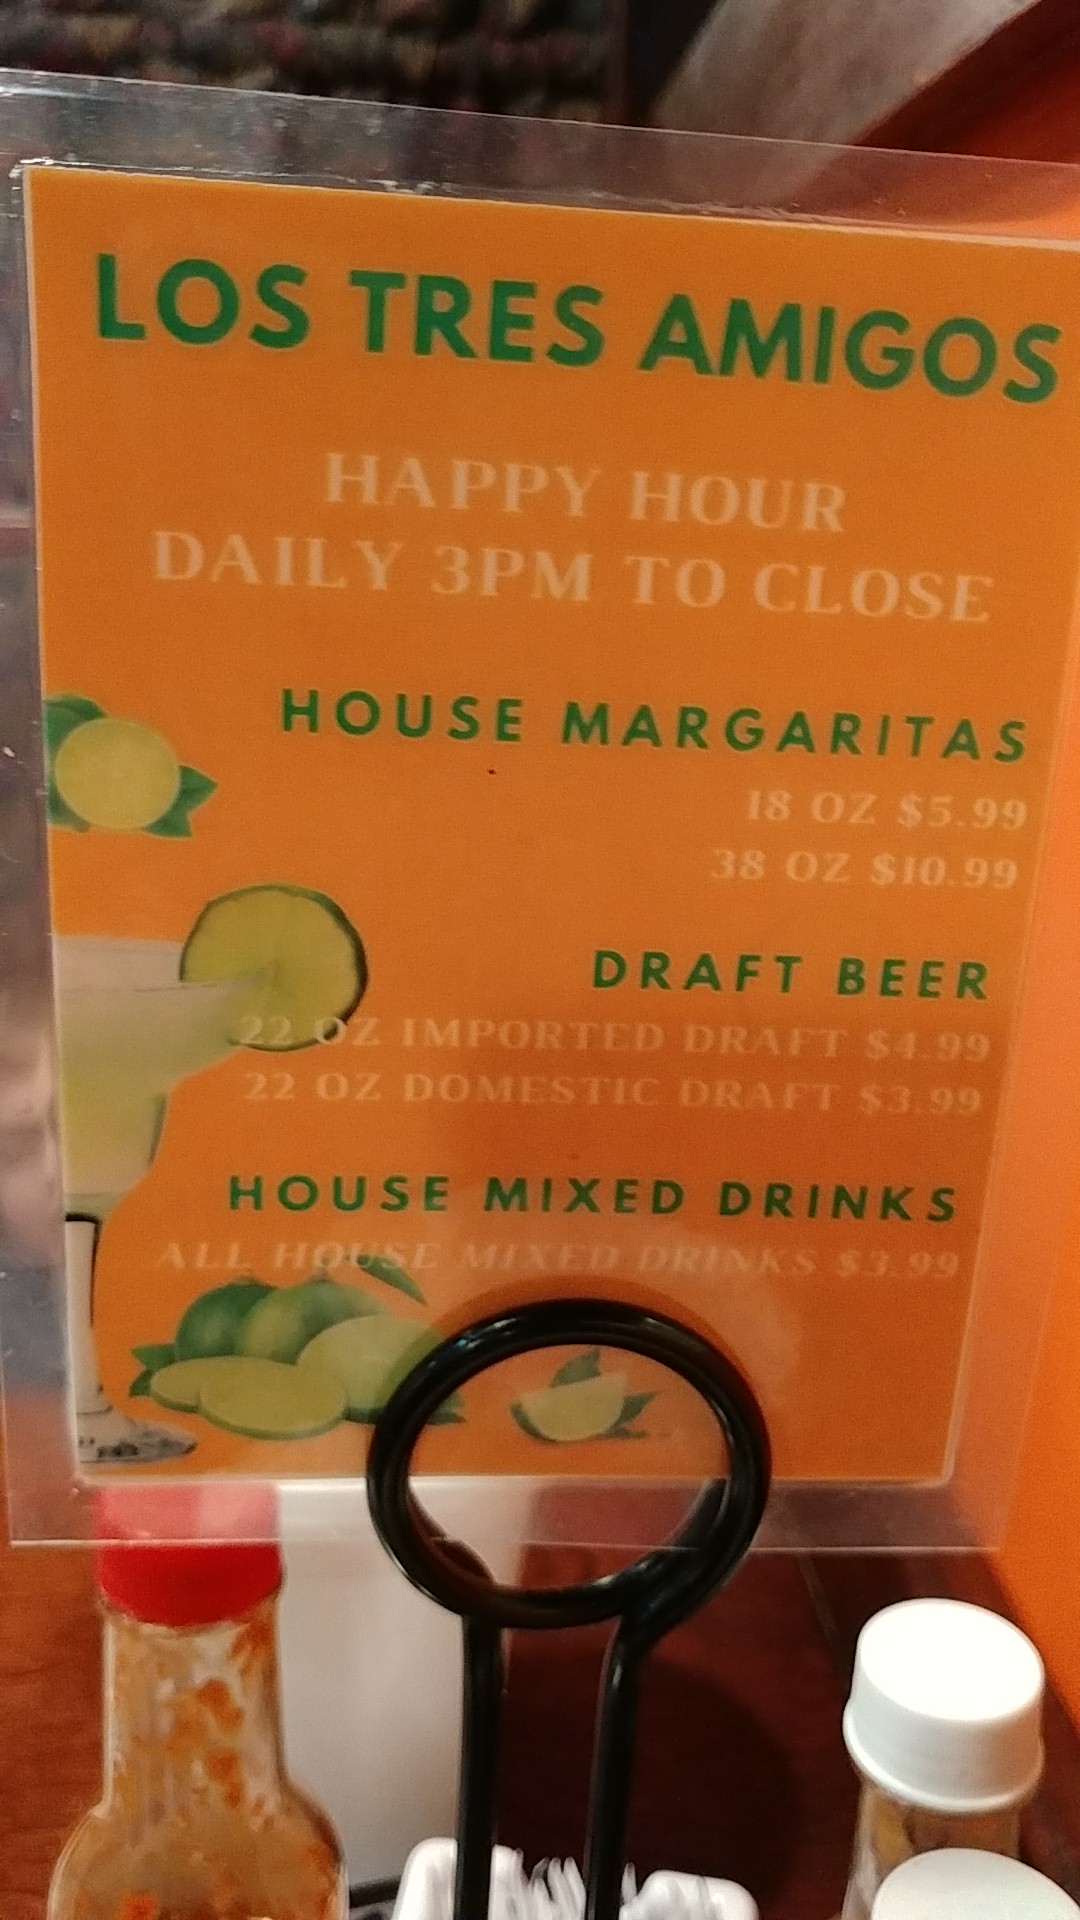 LOS TRES AMIGOS
HAPPY HOUR
DAILY 3PM TO CLOSE
HOUSE MARGARITAS
18 OZ $5.99
38 OZ $10.99
DRAFT BEER
22 OZ IMPORTED DRAFT $4.99
22 OZ DOMESTIC DRAFT $3.99
HOUSE MIXED DRINKS
ALL HOUSE MIXED DRINKS $3.99